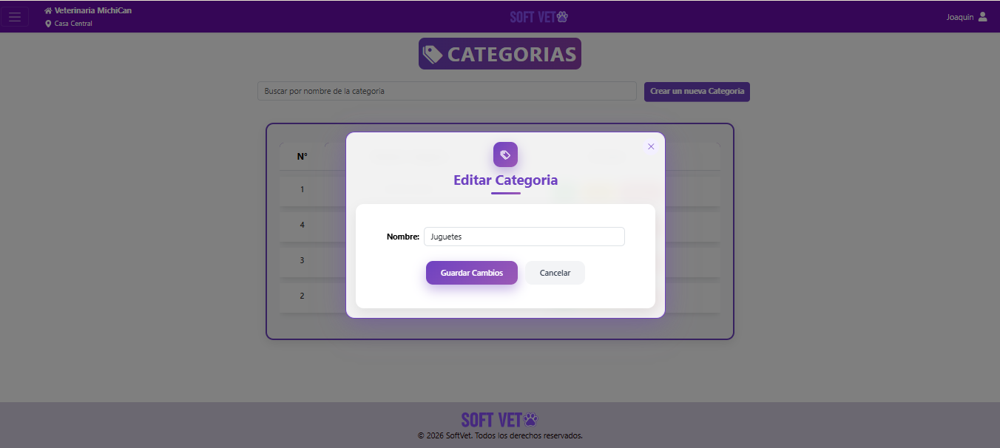 Veterinaria MichiCan
Casa Central
SOFT VET
Joaquin
CATEGORIAS
Buscar por nombre de la categoria
Crear un nueva Categoría
N°
1
4
3
2
Editar Categoria
Nombre: Juguetes
Guardar Cambios
Cancelar
SOFT VET
© 2026 SoftVet. Todos los derechos reservados.